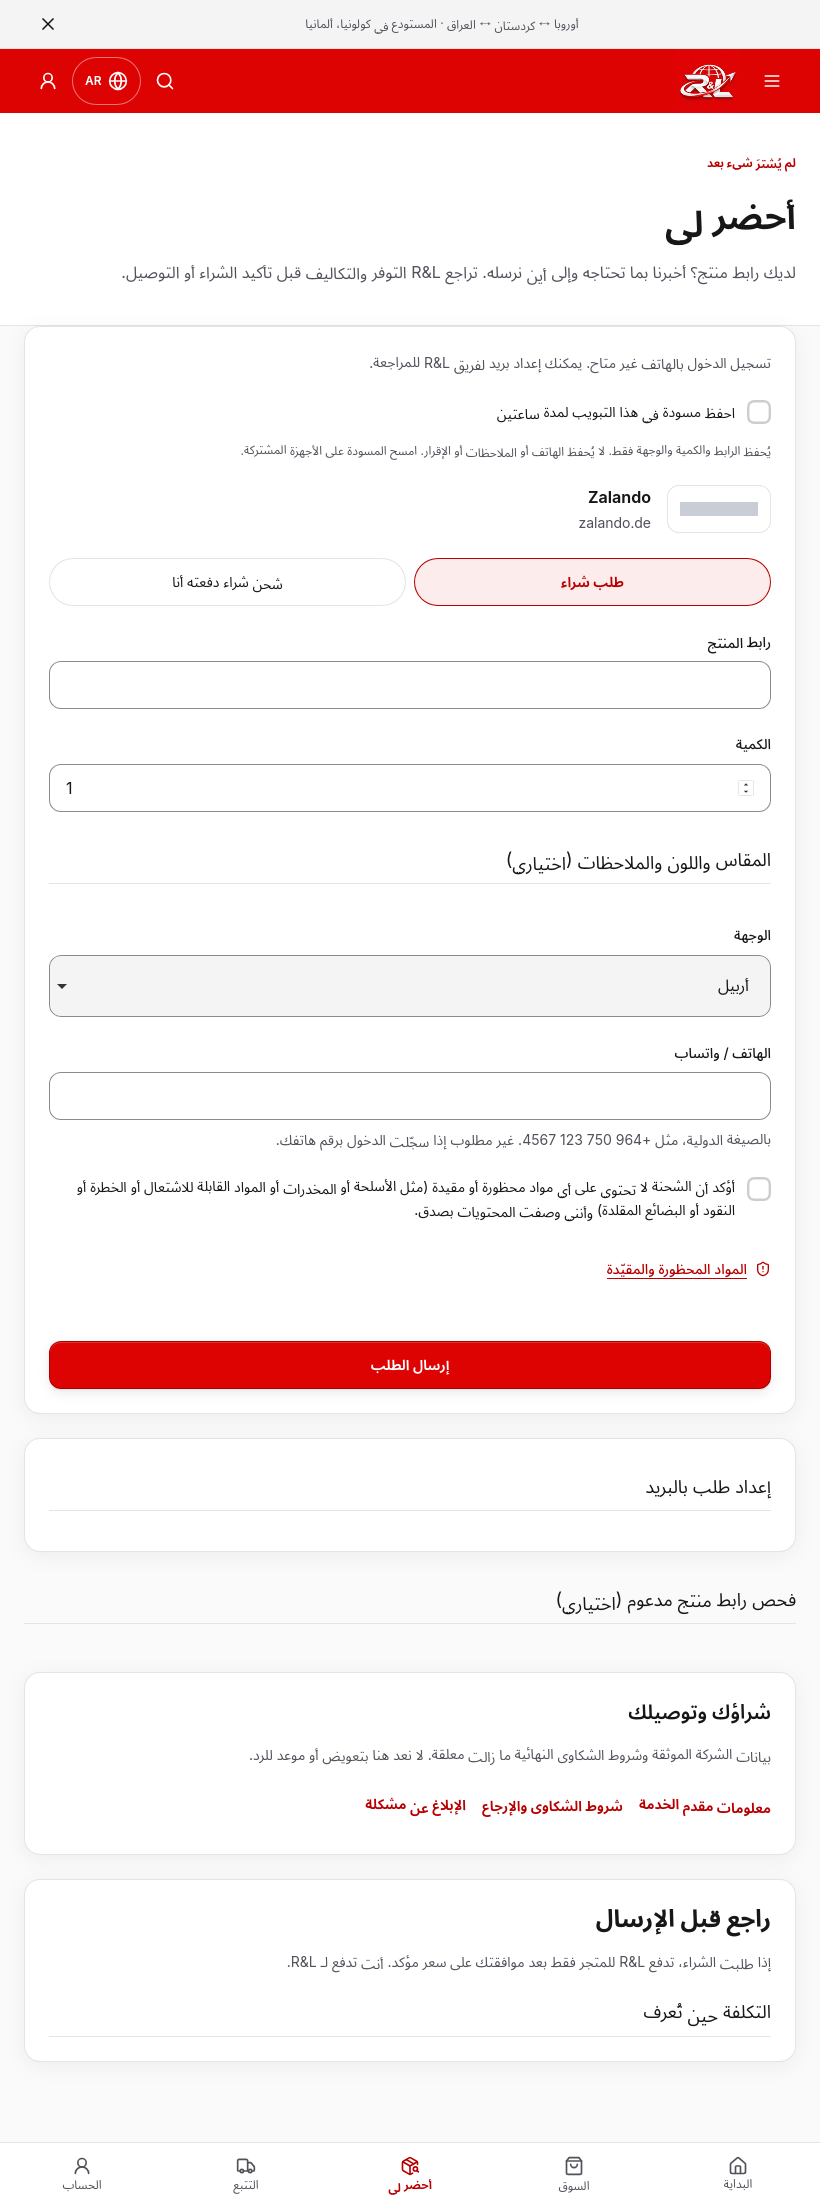 أوروبا ↔ كردستان ↔ العراق · المستودع في كولونيا، ألمانيا
R&L
AR
لم يُشترَ شيء بعد
أحضر لي
لديك رابط منتج؟ أخبرنا بما تحتاجه وإلى أين نرسله. تراجع R&L التوفر والتكاليف قبل تأكيد الشراء أو التوصيل.
تسجيل الدخول بالهاتف غير متاح. يمكنك إعداد بريد لفريق R&L للمراجعة.
احفظ مسودة في هذا التبويب لمدة ساعتين
يُحفظ الرابط والكمية والوجهة فقط. لا يُحفظ الهاتف أو الملاحظات أو الإقرار. امسح المسودة على الأجهزة المشتركة.
Zalando
zalando.de
طلب شراء
شحن شراء دفعته أنا
رابط المنتج
الكمية
1
المقاس واللون والملاحظات (اختياري)
الوجهة
أربيل
الهاتف / واتساب
بالصيغة الدولية، مثل +964 750 123 4567. غير مطلوب إذا سجّلت الدخول برقم هاتفك.
أؤكد أن الشحنة لا تحتوي على أي مواد محظورة أو مقيدة (مثل الأسلحة أو المخدرات أو المواد القابلة للاشتعال أو الخطرة أو
النقود أو البضائع المقلدة) وأنني وصفت المحتويات بصدق.
المواد المحظورة والمقيّدة
إرسال الطلب
إعداد طلب بالبريد
فحص رابط منتج مدعوم (اختياري)
شراؤك وتوصيلك
بيانات الشركة الموثقة وشروط الشكاوى النهائية ما زالت معلقة. لا نعد هنا بتعويض أو موعد للرد.
معلومات مقدم الخدمة
شروط الشكاوى والإرجاع
الإبلاغ عن مشكلة
راجع قبل الإرسال
إذا طلبت الشراء، تدفع R&L للمتجر فقط بعد موافقتك على سعر مؤكد. أنت تدفع لـ R&L.
التكلفة حين تُعرف
البداية
السوق
أحضر لي
التتبع
الحساب